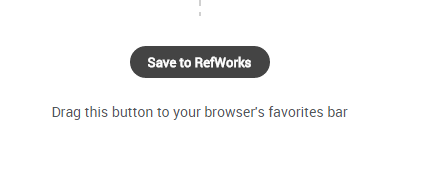 Save to RefWorks
Drag this button to your browser's favorites bar